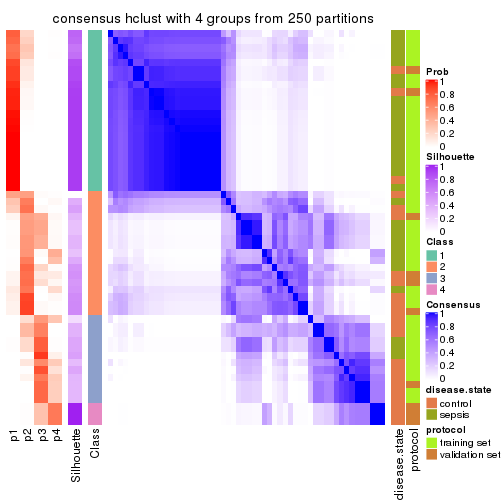 consensus hclust with 4 groups from 250 partitions
Prob
1
0.8
0.6
0.4
0.2
0
Silhouette
1
0.8
0.6
0.4
0.2
0
Class
1
2
3
4
Consensus
1
0.8
0.6
0.4
0.2
0
disease.state
control
sepsis
protocol
training set
validation set
p1
p2
p3
p4
Silhouette
Class
disease.state
protocol